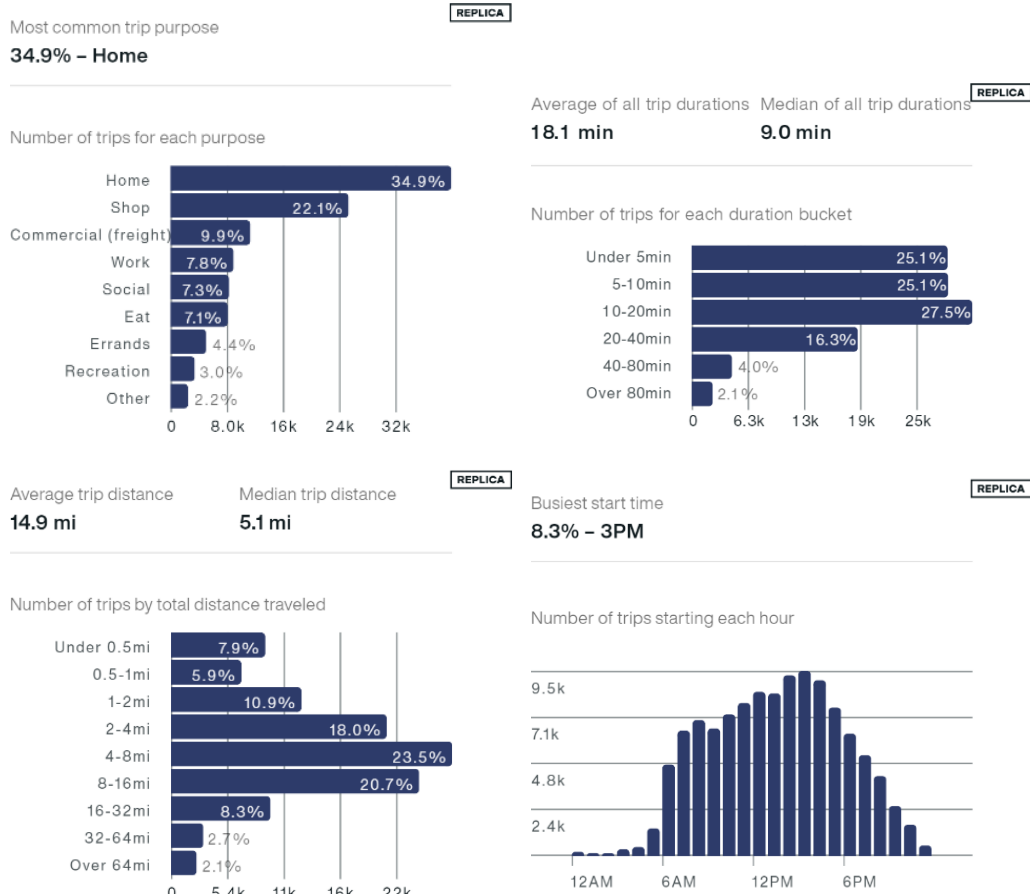 REPLICA
Most common trip purpose
34.9% – Home
Number of trips for each purpose
Home 34.9%
Shop 22.1%
Commercial (freight) 9.9%
Work 7.8%
Social 7.3%
Eat 7.1%
Errands 4.4%
Recreation 3.0%
Other 2.2%
0 8.0k 16k 24k 32k
REPLICA
Average of all trip durations Median of all trip durations
18.1 min 9.0 min
Number of trips for each duration bucket
Under 5min 25.1%
5-10min 25.1%
10-20min 27.5%
20-40min 16.3%
40-80min 4.0%
Over 80min 2.1%
0 6.3k 13k 19k 25k
REPLICA
Average trip distance Median trip distance
14.9 mi 5.1 mi
Number of trips by total distance traveled
Under 0.5mi 7.9%
0.5-1mi 5.9%
1-2mi 10.9%
2-4mi 18.0%
4-8mi 23.5%
8-16mi 20.7%
16-32mi 8.3%
32-64mi 2.7%
Over 64mi 2.1%
0 5.4k 11k 16k 22k
REPLICA
Busiest start time
8.3% – 3PM
Number of trips starting each hour
9.5k
7.1k
4.8k
2.4k
12AM 6AM 12PM 6PM